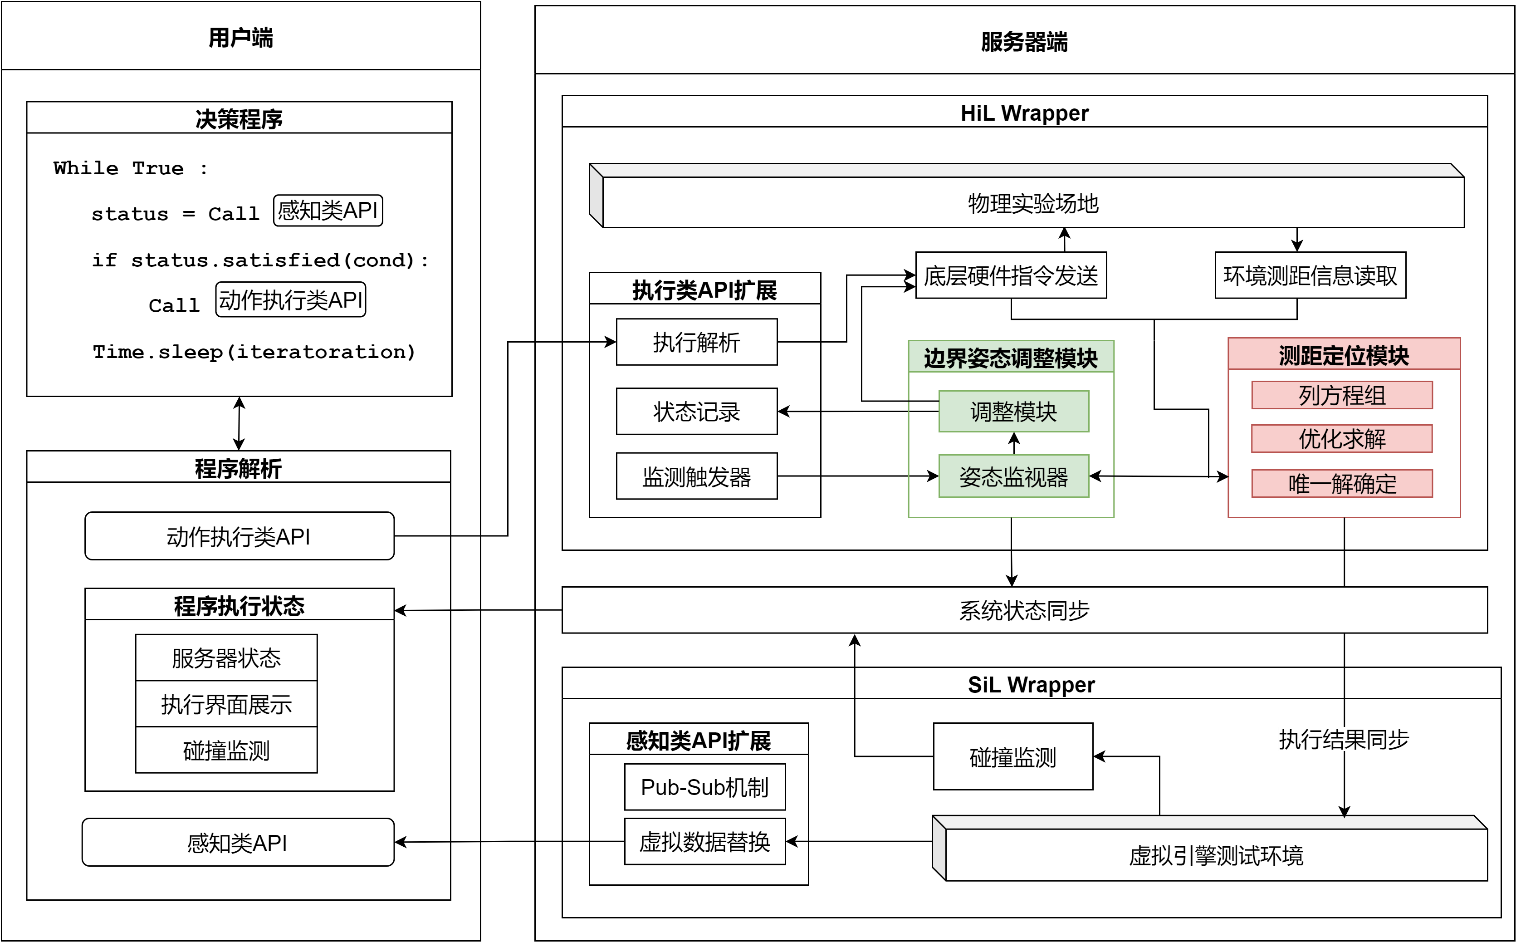 用户端
决策程序
While True :
status = Call 感知类API
if status.satisfied(cond):
Call 动作执行类API
Time.sleep(iteratoration)
程序解析
动作执行类API
程序执行状态
服务器状态
执行界面展示
碰撞监测
感知类API
服务器端
HiL Wrapper
物理实验场地
底层硬件指令发送
环境测距信息读取
执行类API扩展
执行解析
状态记录
监测触发器
边界姿态调整模块
调整模块
姿态监视器
测距定位模块
列方程组
优化求解
唯一解确定
系统状态同步
SiL Wrapper
感知类API扩展
Pub-Sub机制
虚拟数据替换
碰撞监测
执行结果同步
虚拟引擎测试环境